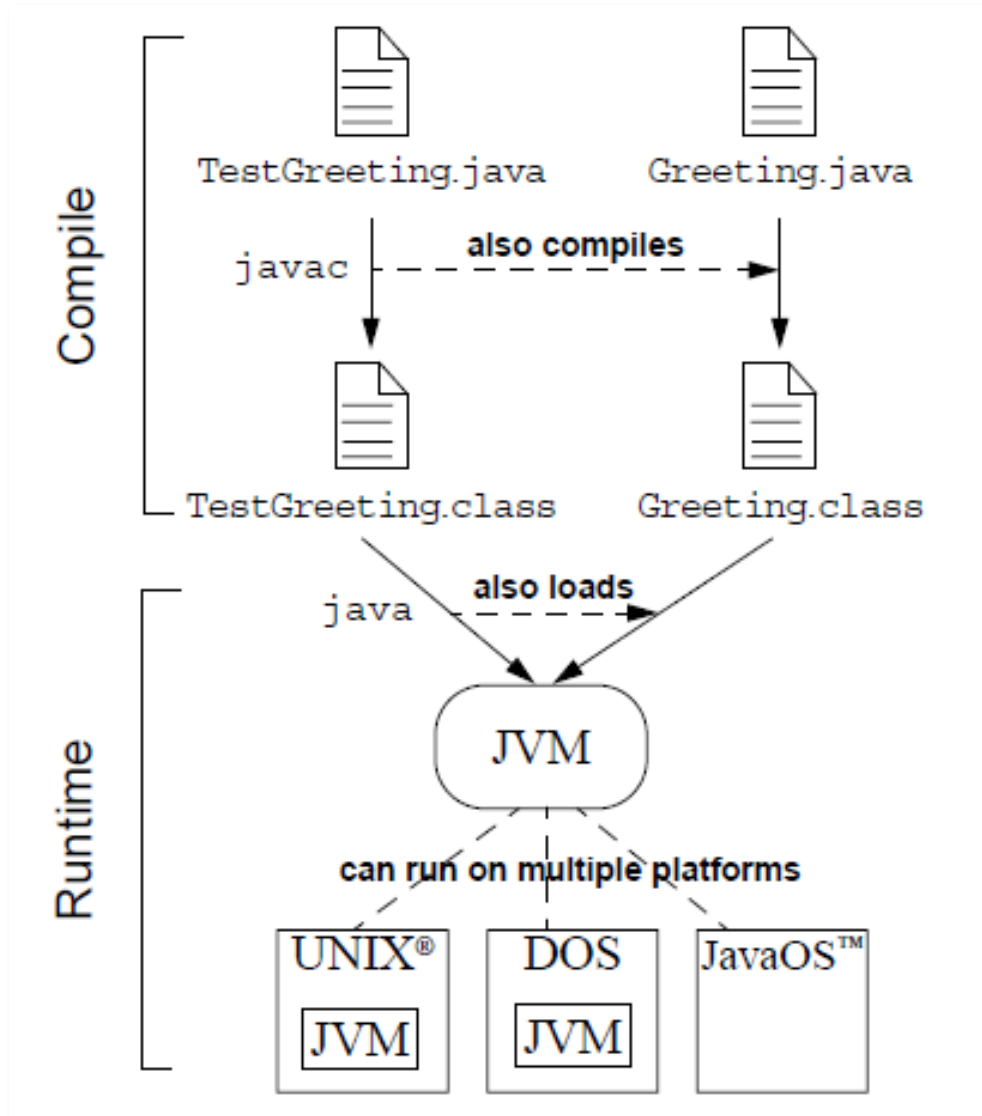 Compile
TestGreeting.java
Greeting.java
javac
also compiles
TestGreeting.class
Greeting.class
Runtime
java
also loads
JVM
can run on multiple platforms
UNIX®
DOS
JavaOS™
JVM
JVM